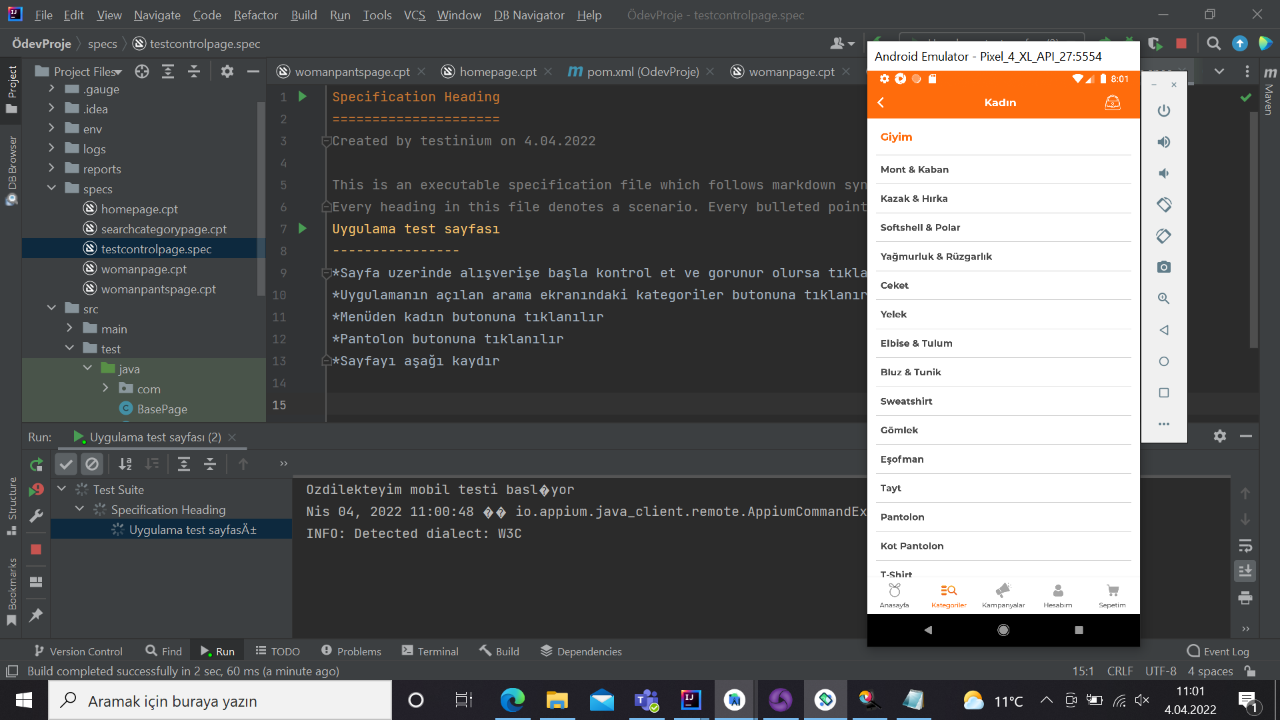 File Edit View Navigate Code Refactor Build Run Tools VCS Window DB Navigator Help ÖdevProje - testcontrolpage.spec
ÖdevProje specs testcontrolpage.spec
Project Files
womanpantspage.cpt homepage.cpt pom.xml (OdevProje) womanpage.cpt
Project
DB Browser
Structure
Bookmarks
Maven
.gauge
.idea
env
logs
reports
specs
homepage.cpt
searchcategorypage.cpt
testcontrolpage.spec
womanpage.cpt
womanpantspage.cpt
src
main
test
java
com
BasePage
1 Specification Heading
2 =====================
3 Created by testinium on 4.04.2022
4
5 This is an executable specification file which follows markdown syn
6 Every heading in this file denotes a scenario. Every bulleted point
7 Uygulama test sayfası
8 ----------------
9 *Sayfa uzerinde alışverişe başla kontrol et ve gorunur olursa tıkla
10 *Uygulamanın açılan arama ekranındaki kategoriler butonuna tıklanır
11 *Menüden kadın butonuna tıklanılır
12 *Pantolon butonuna tıklanılır
13 *Sayfayı aşağı kaydır
14
15
Android Emulator - Pixel_4_XL_API_27:5554
8:01
Kadın
Giyim
Mont & Kaban
Kazak & Hırka
Softshell & Polar
Yağmurluk & Rüzgarlık
Ceket
Yelek
Elbise & Tulum
Bluz & Tunik
Sweatshirt
Gömlek
Eşofman
Tayt
Pantolon
Kot Pantolon
T-Shirt
Anasayfa Kategoriler Kampanyalar Hesabım Sepetim
Run: Uygulama test sayfası (2)
Test Suite
Specification Heading
Uygulama test sayfasÄ±
Ozdilekteyim mobil testi basl�yor
Nis 04, 2022 11:00:48 �� io.appium.java_client.remote.AppiumCommandEx
INFO: Detected dialect: W3C
Version Control Find Run TODO Problems Terminal Build Dependencies Event Log
Build completed successfully in 2 sec, 60 ms (a minute ago) 15:1 CRLF UTF-8 4 spaces
Aramak için buraya yazın
11°C
11:01
4.04.2022
1